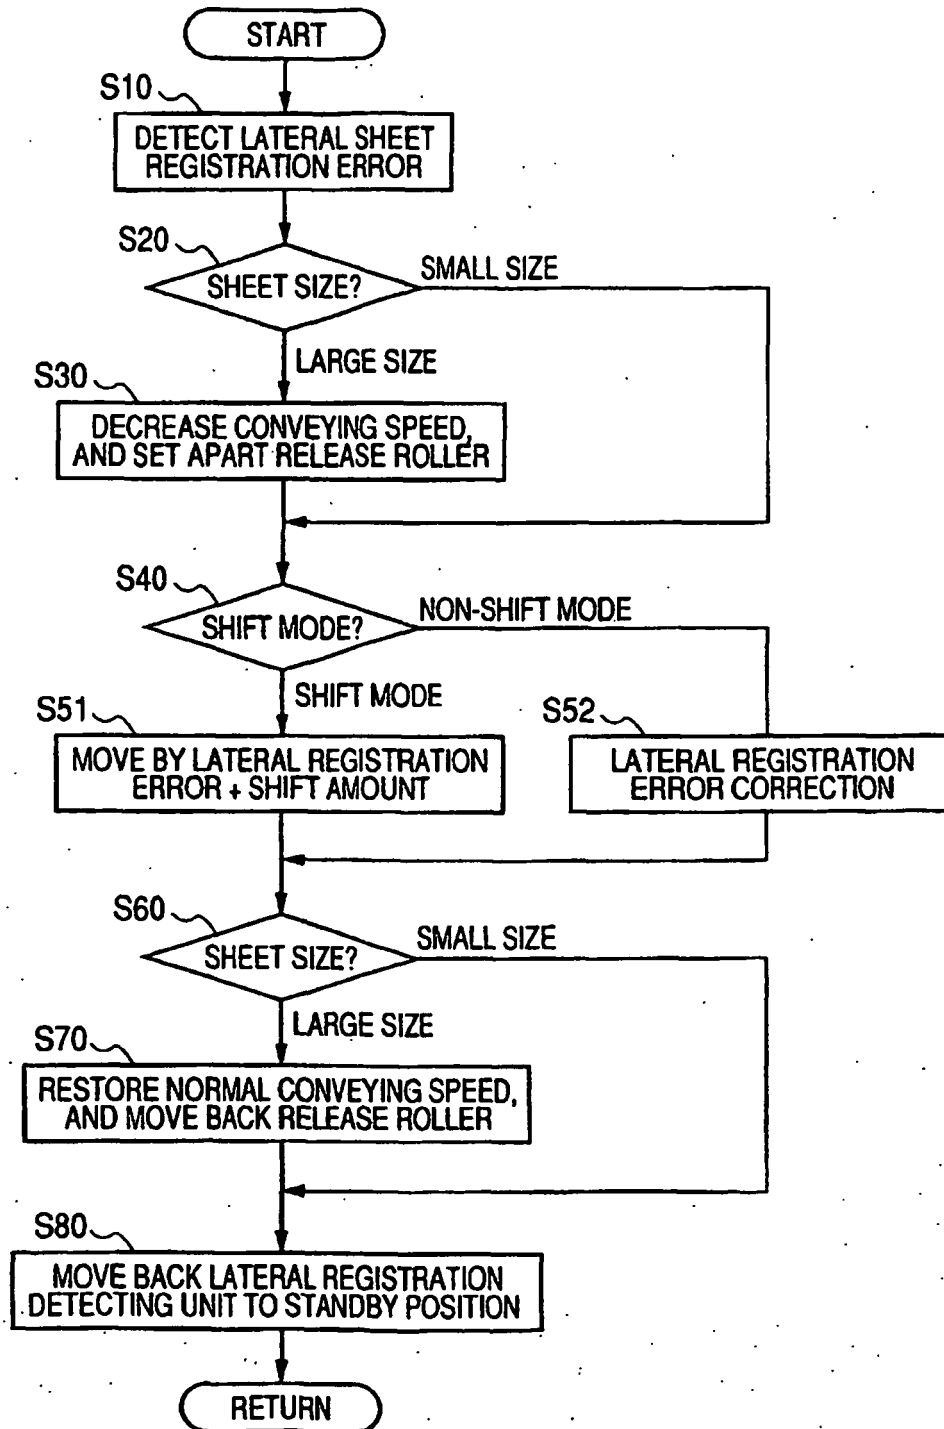 START
S10
DETECT LATERAL SHEET
REGISTRATION ERROR
S20
SHEET SIZE?
SMALL SIZE
LARGE SIZE
S30
DECREASE CONVEYING SPEED,
AND SET APART RELEASE ROLLER
S40
SHIFT MODE?
NON-SHIFT MODE
SHIFT MODE
S51
MOVE BY LATERAL REGISTRATION
ERROR + SHIFT AMOUNT
S52
LATERAL REGISTRATION
ERROR CORRECTION
S60
SHEET SIZE?
SMALL SIZE
LARGE SIZE
S70
RESTORE NORMAL CONVEYING SPEED,
AND MOVE BACK RELEASE ROLLER
S80
MOVE BACK LATERAL REGISTRATION
DETECTING UNIT TO STANDBY POSITION
RETURN